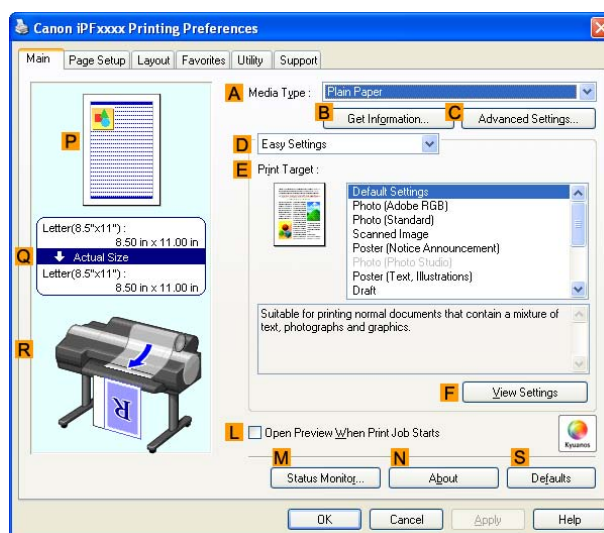 Canon iPFxxxx Printing Preferences
Main Page Setup Layout Favorites Utility Support
A Media Type : Plain Paper
B Get Information... C Advanced Settings...
D Easy Settings
E Print Target :
P
Default Settings
Photo (Adobe RGB)
Photo (Standard)
Scanned Image
Poster (Notice Announcement)
Photo (Photo Studio)
Poster (Text, Illustrations)
Draft
Q
Letter(8.5"x11") :
8.50 in x 11.00 in
Actual Size
Letter(8.5"x11") :
8.50 in x 11.00 in
Suitable for printing normal documents that contain a mixture of
text, photographs and graphics.
R
R
F View Settings
L Open Preview When Print Job Starts
Kyuanos
M Status Monitor... N About S Defaults
OK Cancel Apply Help